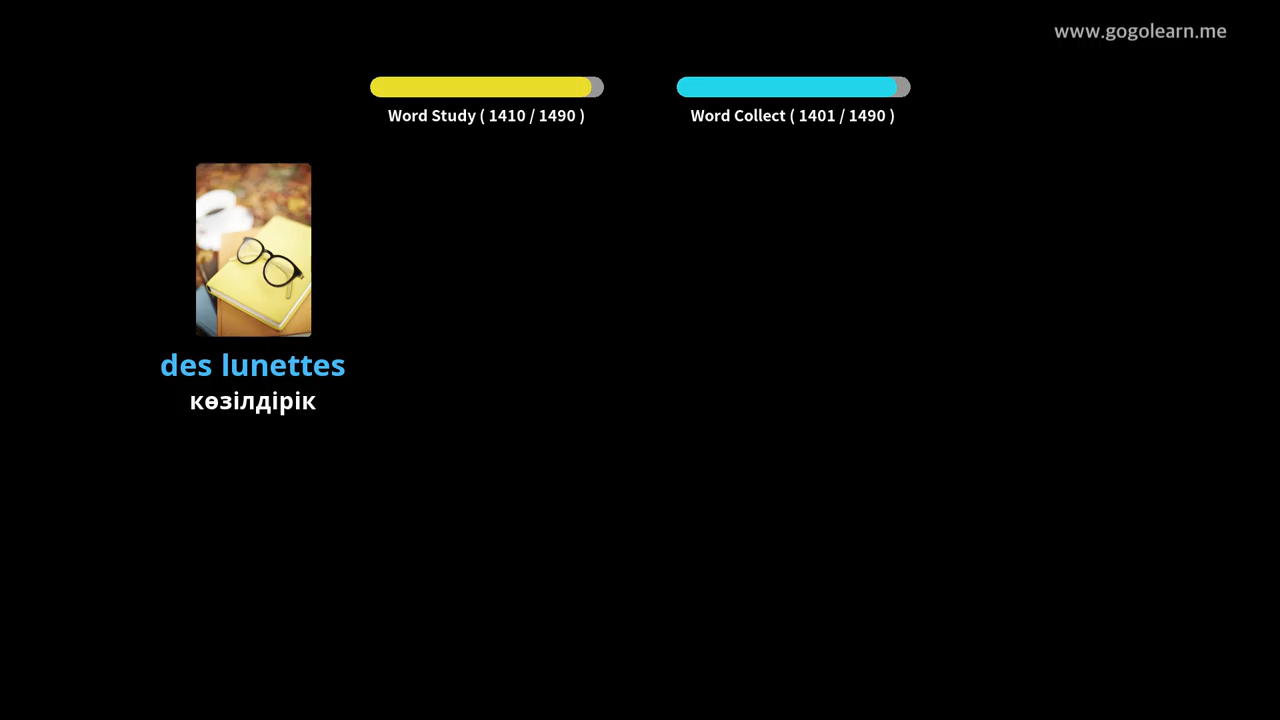 www.gogolearn.me
Word Study ( 1410 / 1490 )
Word Collect ( 1401 / 1490 )
des lunettes
көзілдірік